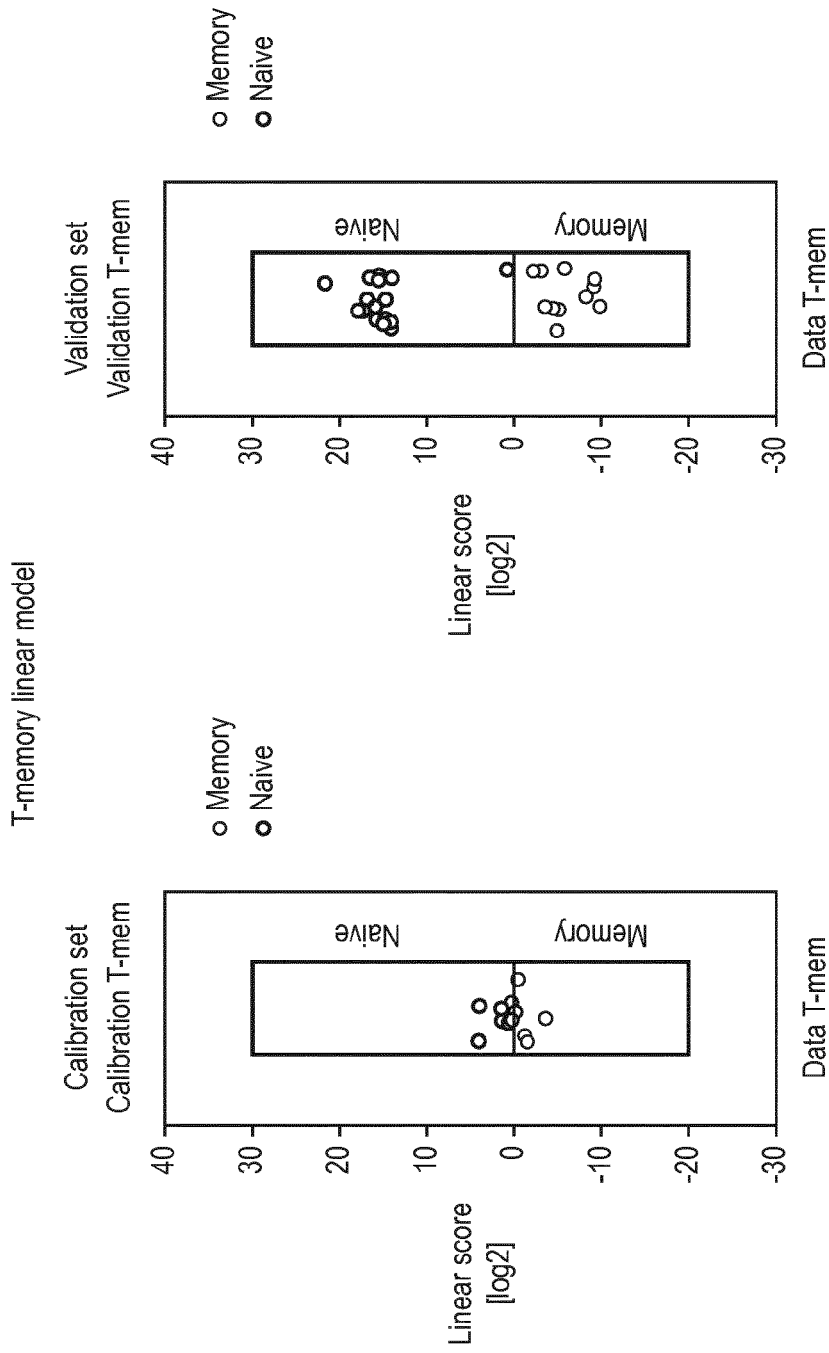 T-memory linear model
Calibration set
Calibration T-mem
Linear score
[log2]
40
30
20
10
0
-10
-20
-30
Naive
Memory
Data T-mem
Memory
Naive
Validation set
Validation T-mem
Linear score
[log2]
40
30
20
10
0
-10
-20
-30
Naive
Memory
Data T-mem
Memory
Naive